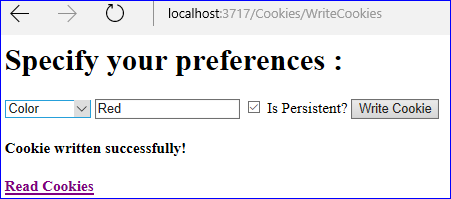 localhost:3717/Cookies/WriteCookies
Specify your preferences :
Color Red Is Persistent? Write Cookie
Cookie written successfully!
Read Cookies